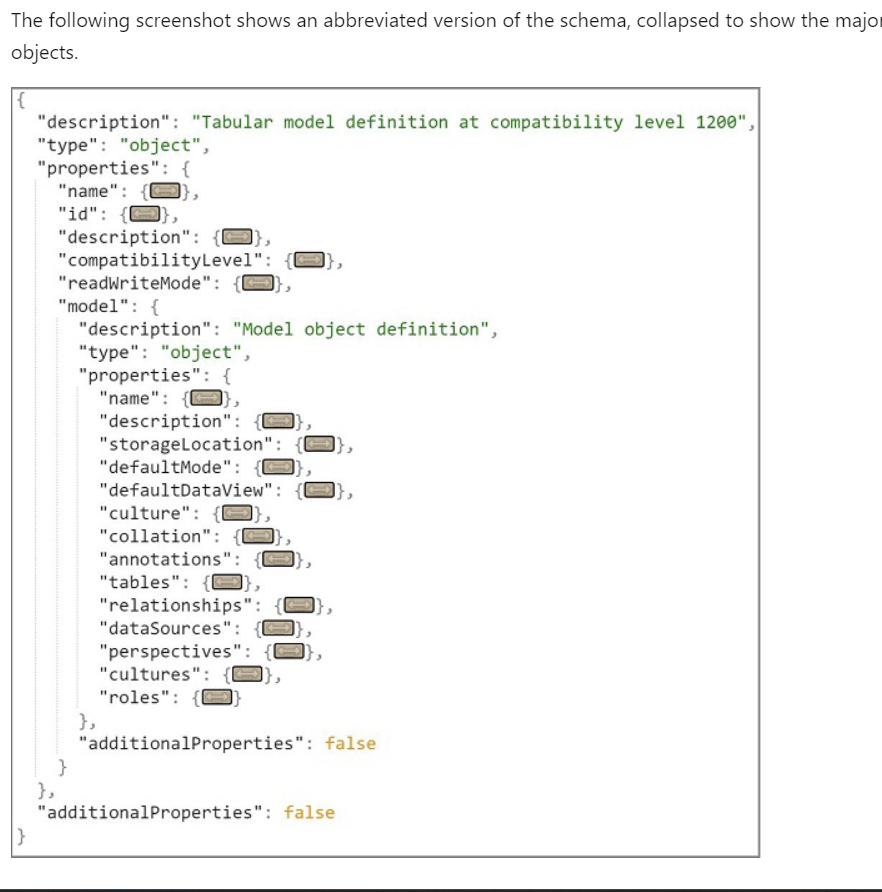 The following screenshot shows an abbreviated version of the schema, collapsed to show the major
objects.
{
"description": "Tabular model definition at compatibility level 1200",
"type": "object",
"properties": {
"name": {},
"id": {},
"description": {},
"compatibilityLevel": {},
"readWriteMode": {},
"model": {
"description": "Model object definition",
"type": "object",
"properties": {
"name": {},
"description": {},
"storageLocation": {},
"defaultMode": {},
"defaultDataView": {},
"culture": {},
"collation": {},
"annotations": {},
"tables": {},
"relationships": {},
"dataSources": {},
"perspectives": {},
"cultures": {},
"roles": {}
},
"additionalProperties": false
}
},
"additionalProperties": false
}